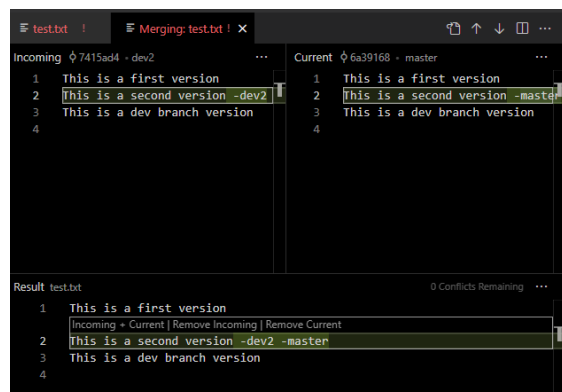 test.txt !
Merging: test.txt ! ×
Incoming 7415ad4 · dev2 ···
1 This is a first version
2 This is a second version -dev2
3 This is a dev branch version
4
Current 6a39168 · master ···
1 This is a first version
2 This is a second version -master
3 This is a dev branch version
4
Result test.txt 0 Conflicts Remaining ···
1 This is a first version
Incoming + Current | Remove Incoming | Remove Current
2 This is a second version -dev2 -master
3 This is a dev branch version
4